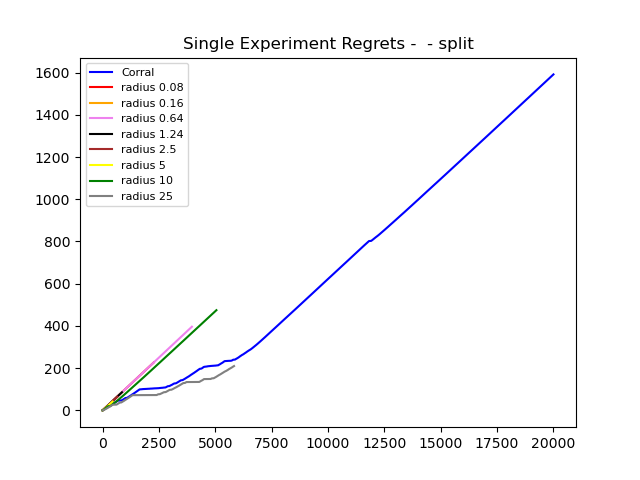 Single Experiment Regrets -  - split
1600
1400
1200
1000
800
600
400
200
0
Corral
radius 0.08
radius 0.16
radius 0.64
radius 1.24
radius 2.5
radius 5
radius 10
radius 25
0 2500 5000 7500 10000 12500 15000 17500 20000